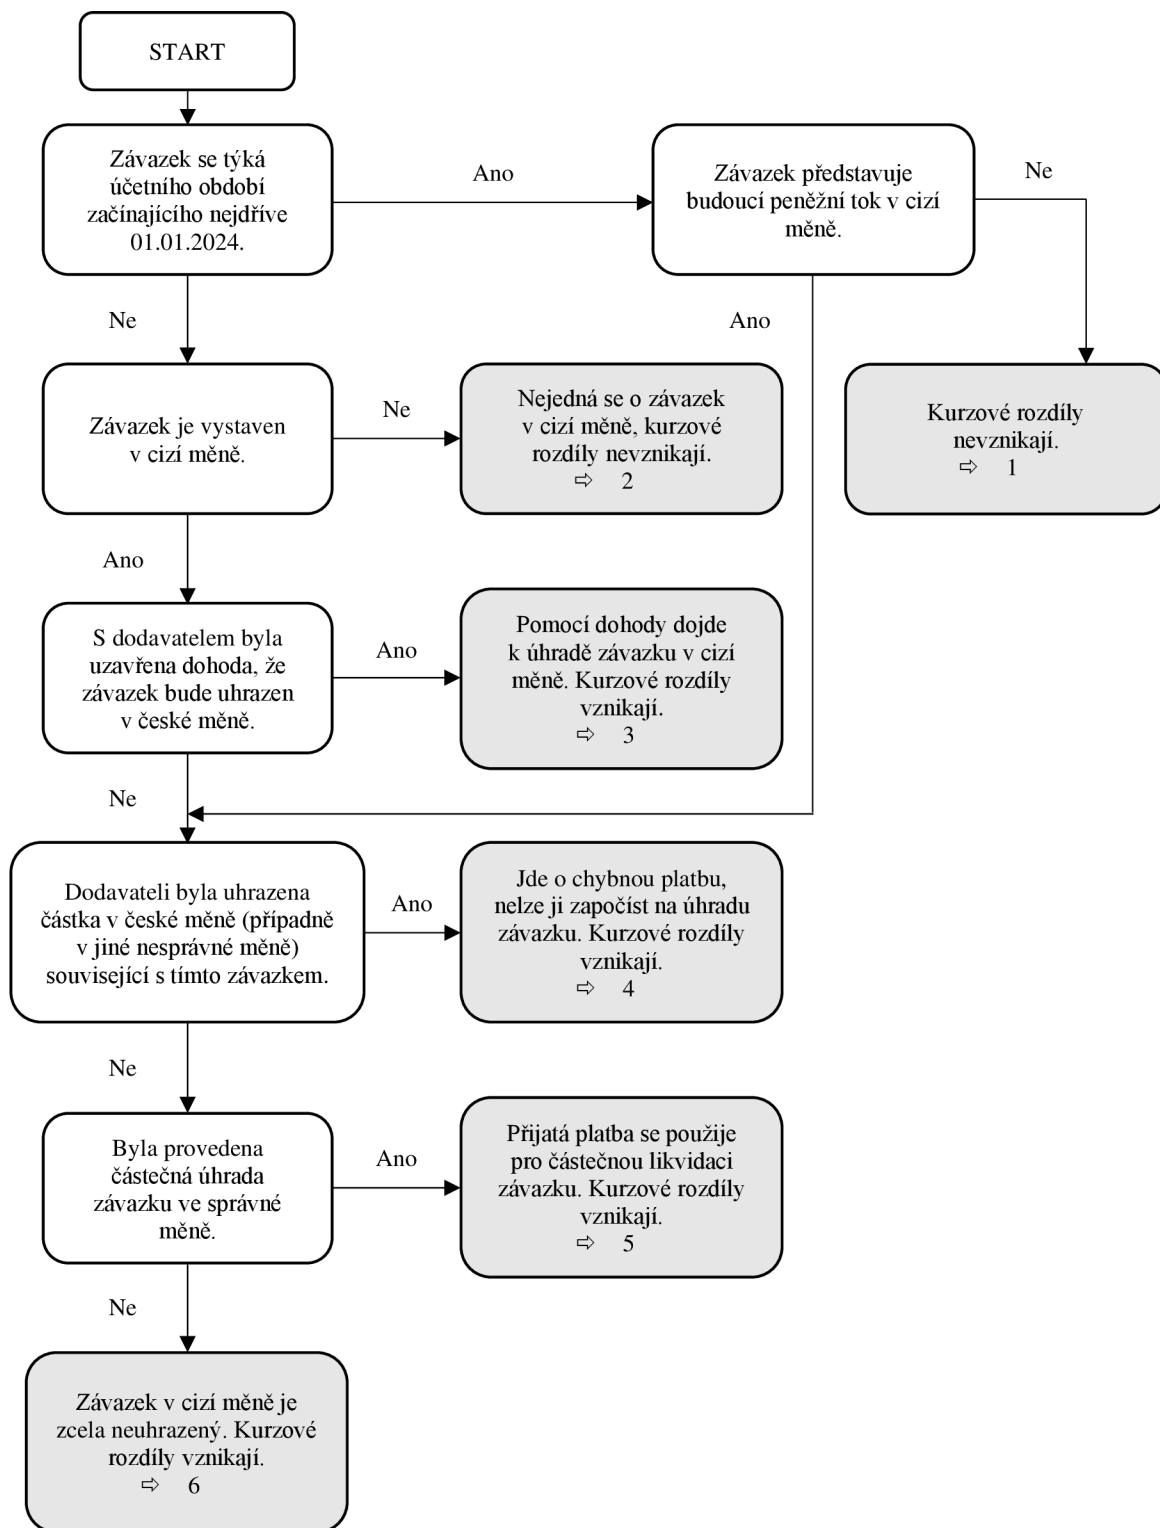 START
Závazek se týká
účetního období
začínajícího nejdříve
01.01.2024.
Ano
Závazek představuje
budoucí peněžní tok v cizí
měně.
Ne
Ne
Ano
Závazek je vystaven
v cizí měně.
Ne
Nejedná se o závazek
v cizí měně, kurzové
rozdíly nevznikají.
⇨ 2
Kurzové rozdíly
nevznikají.
⇨ 1
Ano
S dodavatelem byla
uzavřena dohoda, že
závazek bude uhrazen
v české měně.
Ano
Pomocí dohody dojde
k úhradě závazku v cizí
měně. Kurzové rozdíly
vznikají.
⇨ 3
Ne
Dodavateli byla uhrazena
částka v české měně (případně
v jiné nesprávné měně)
související s tímto závazkem.
Ano
Jde o chybnou platbu,
nelze ji započíst na úhradu
závazku. Kurzové rozdíly
vznikají.
⇨ 4
Ne
Byla provedena
částečná úhrada
závazku ve správné
měně.
Ano
Přijatá platba se použije
pro částečnou likvidaci
závazku. Kurzové rozdíly
vznikají.
⇨ 5
Ne
Závazek v cizí měně je
zcela neuhrazený. Kurzové
rozdíly vznikají.
⇨ 6